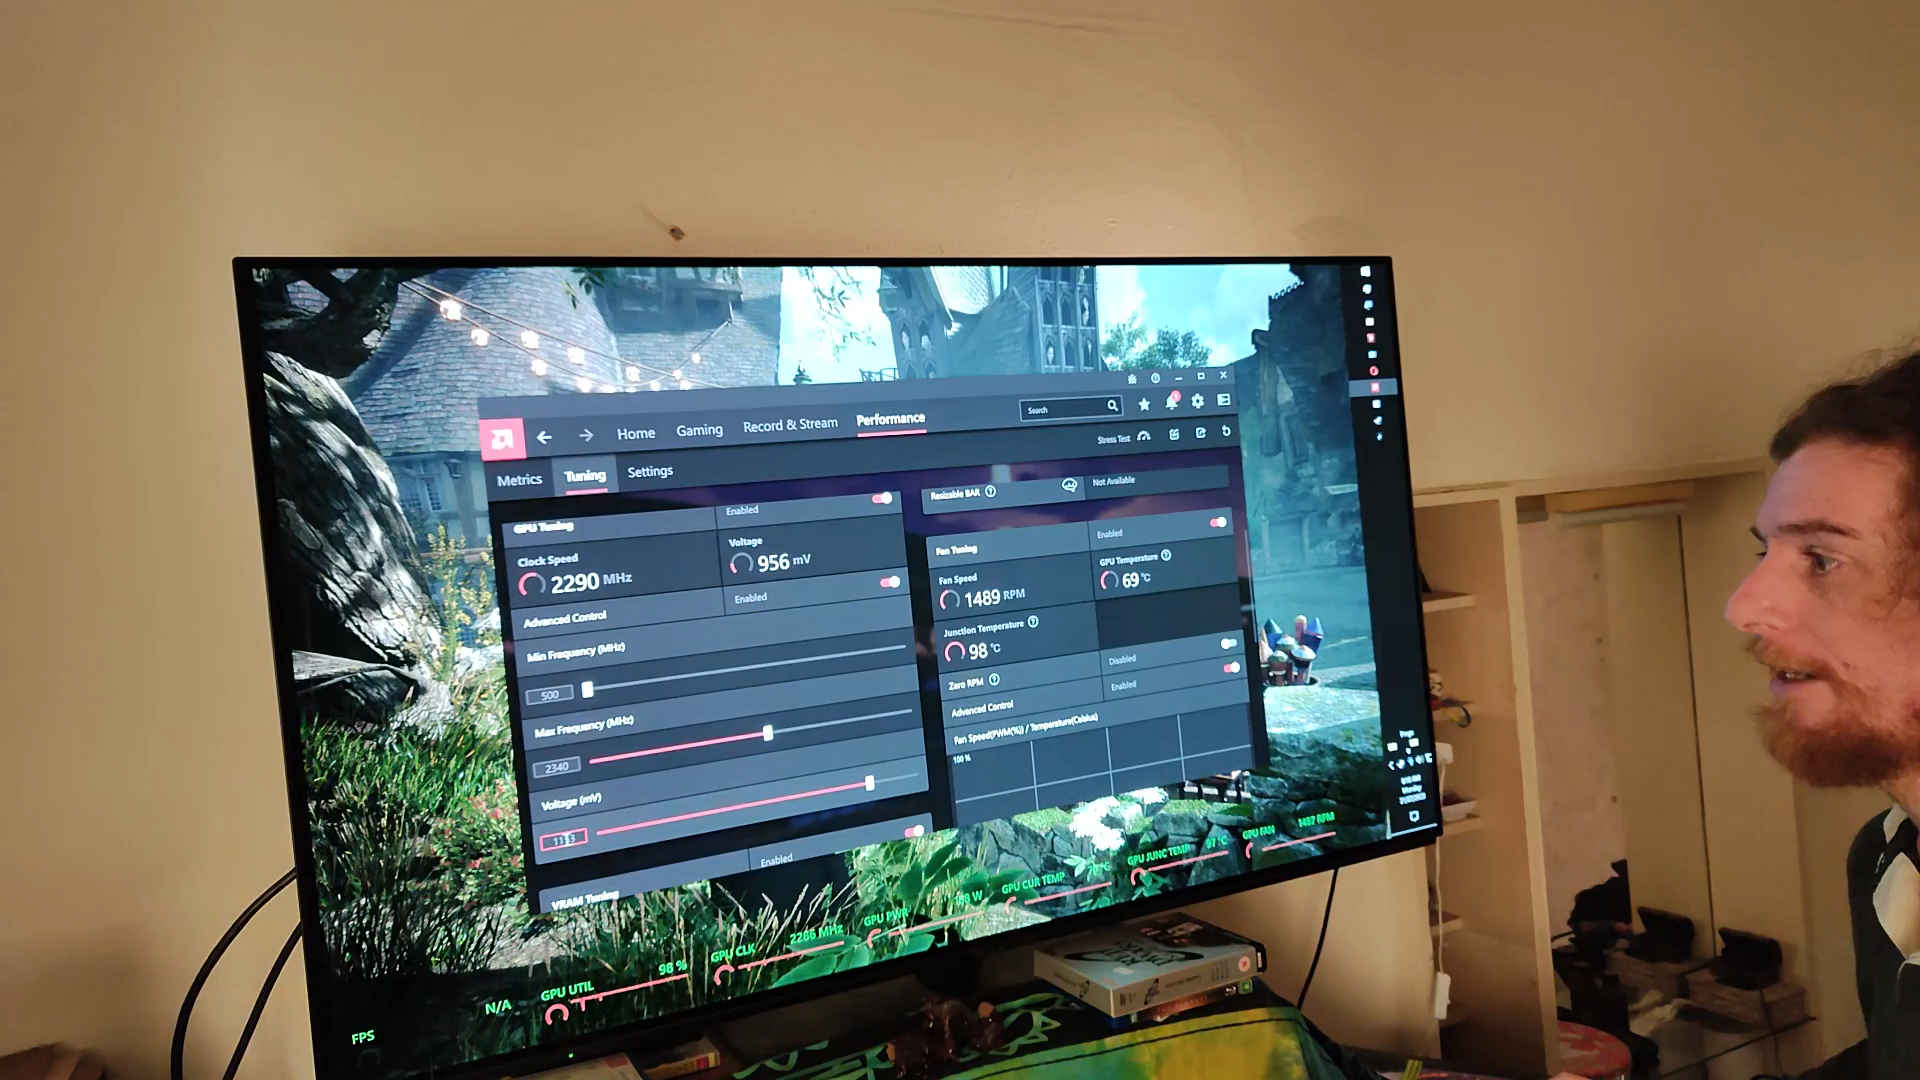 Home
Gaming
Record & Stream
Performance
Search
Stress Test
Metrics
Tuning
Settings
GPU Tuning
Enabled
Clock Speed
2290 MHz
Voltage
956 mV
Advanced Control
Enabled
Min Frequency (MHz)
500
Max Frequency (MHz)
2340
Voltage (mV)
VRAM Tuning
Enabled
Resizable BAR
Not Available
Fan Tuning
Enabled
Fan Speed
1489 RPM
GPU Temperature
69 °C
Junction Temperature
98 °C
Zero RPM
Disabled
Advanced Control
Enabled
Fan Speed(PWM(%)) / Temperature(Celsius)
100 %
FPS
N/A
GPU UTIL
98 %
GPU CLK
2286 MHz
GPU PWR
GPU CUR TEMP
GPU JUNC TEMP
97 °C
GPU FAN
1487 RPM
Monday